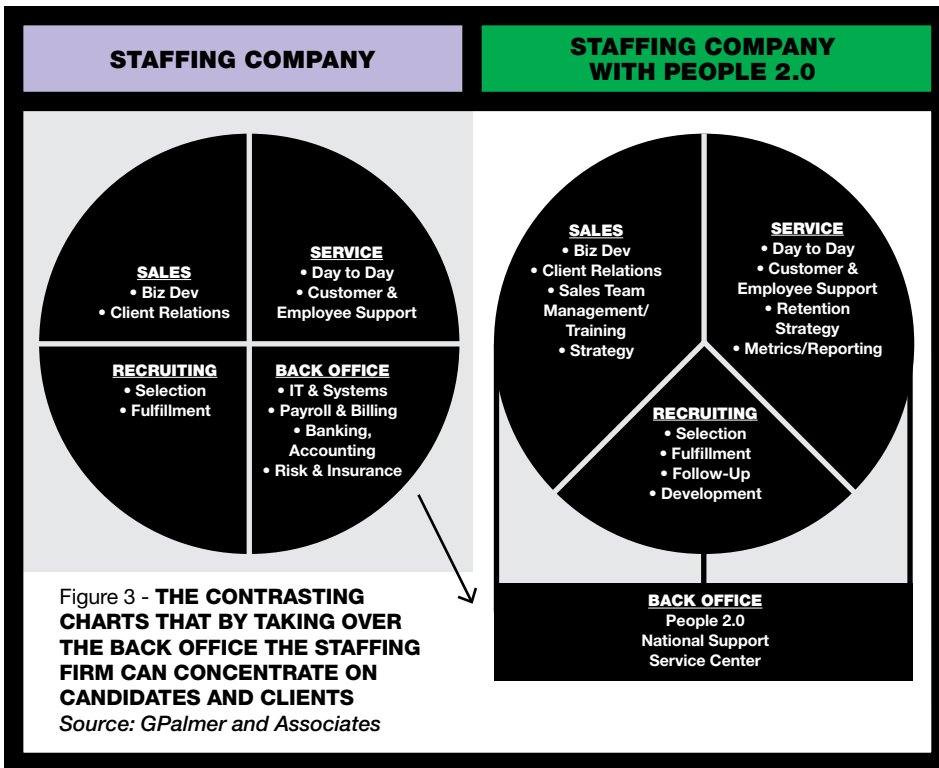 STAFFING COMPANY
STAFFING COMPANY
WITH PEOPLE 2.0
SALES
• Biz Dev
• Client Relations
SERVICE
• Day to Day
• Customer &
Employee Support
RECRUITING
• Selection
• Fulfillment
BACK OFFICE
• IT & Systems
• Payroll & Billing
• Banking,
Accounting
• Risk & Insurance
SALES
• Biz Dev
• Client Relations
• Sales Team
Management/
Training
• Strategy
SERVICE
• Day to Day
• Customer &
Employee Support
• Retention
Strategy
• Metrics/Reporting
RECRUITING
• Selection
• Fulfillment
• Follow-Up
• Development
BACK OFFICE
People 2.0
National Support
Service Center
Figure 3 - THE CONTRASTING
CHARTS THAT BY TAKING OVER
THE BACK OFFICE THE STAFFING
FIRM CAN CONCENTRATE ON
CANDIDATES AND CLIENTS
Source: GPalmer and Associates